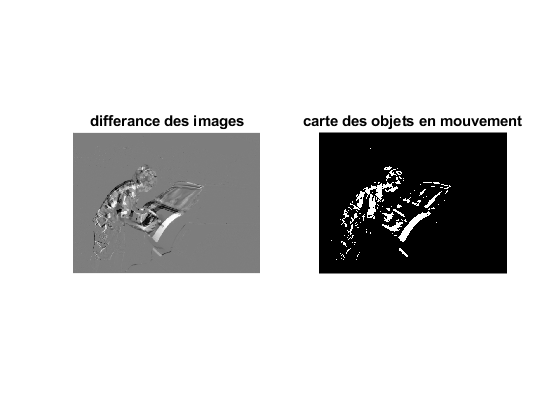 differance des images
carte des objets en mouvement